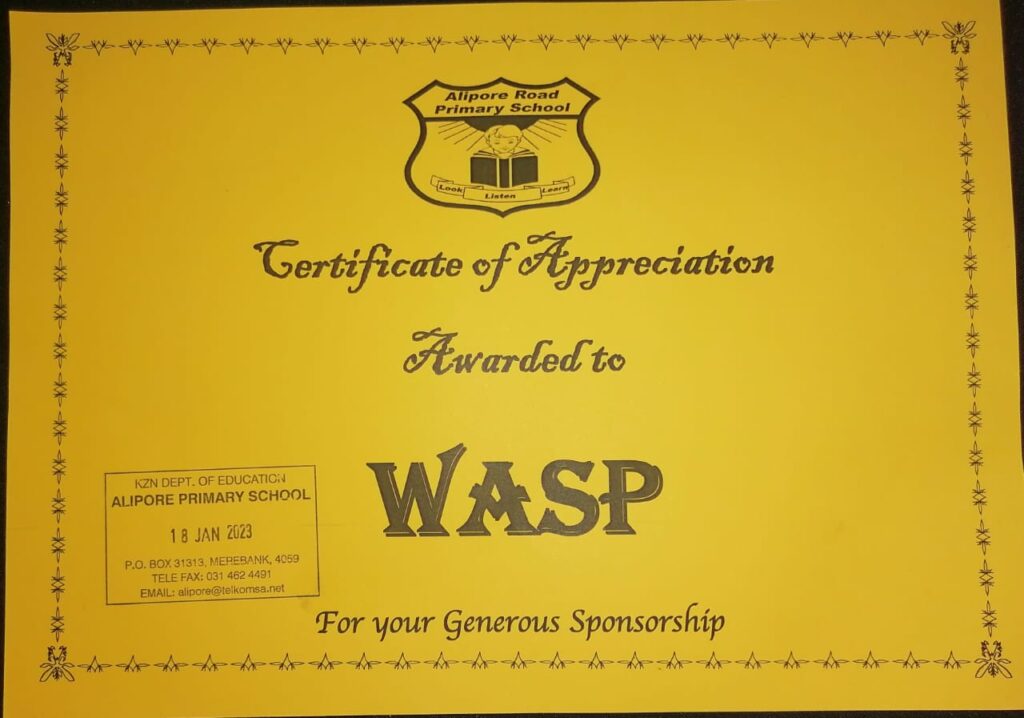 Alipore Road
Primary School
Look
Listen
Learn
Certificate of Appreciation
Awarded to
WASP
KZN DEPT. OF EDUCATION
ALIPORE PRIMARY SCHOOL
18 JAN 2023
P.O. BOX 31313, MEREBANK, 4059
TELE FAX: 031 462 4491
EMAIL: alipore@telkomsa.net
For your Generous Sponsorship